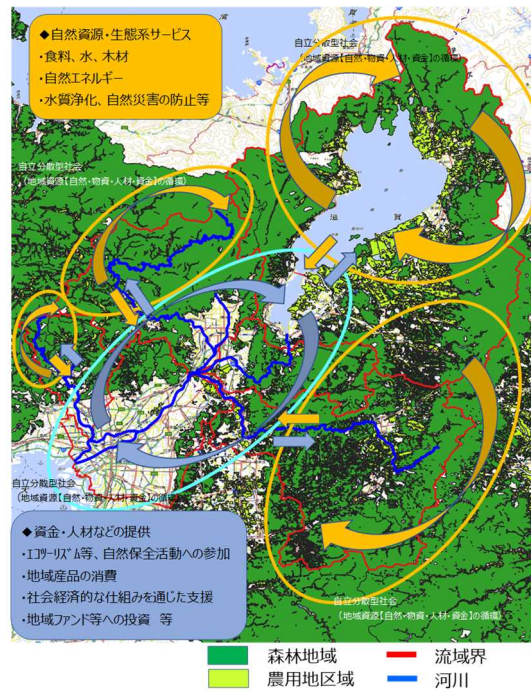 ◆自然資源・生態系サービス
・食料、水、木材
・自然エネルギー
・水質浄化、自然災害の防止等
自立分散型社会
(地域資源【自然・物資・人材・資金】の循環)
自立分散型社会
(地域資源【自然・物資・人材・資金】の循環)
滋 賀
自立分散型社会
(地域資源【自然・物資・人材・資金】の循環)
◆資金・人材などの提供
・エコツーリズム等、自然保全活動への参加
・地域産品の消費
・社会経済的な仕組みを通じた支援
・地域ファンド等への投資 等
自立分散型社会
(地域資源【自然・物資・人材・資金】の循環)
森林地域
流域界
農用地区域
河川